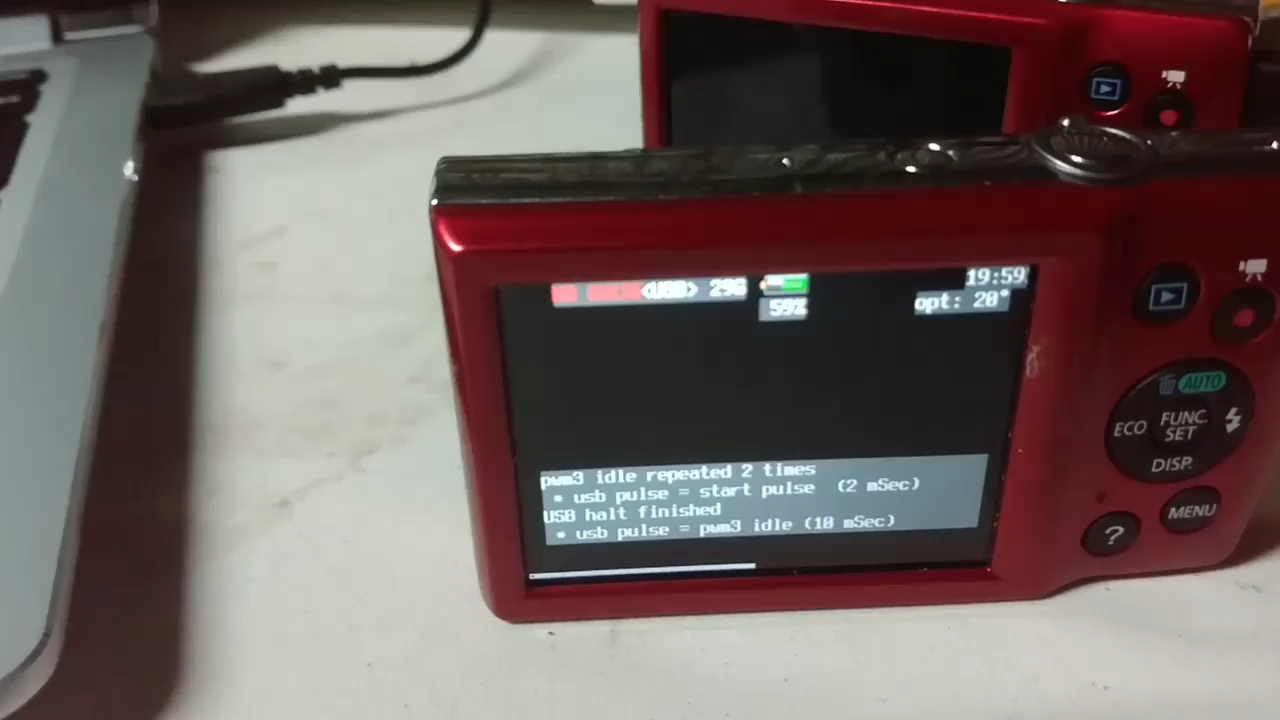 <USB> 29G
59%
19:59
opt: 20°
pwm3 idle repeated 2 times
* usb pulse = start pulse (2 mSec)
USB halt finished
* usb pulse = pwm3 idle (10 mSec)
AUTO
ECO
FUNC.
SET
DISP.
MENU
?